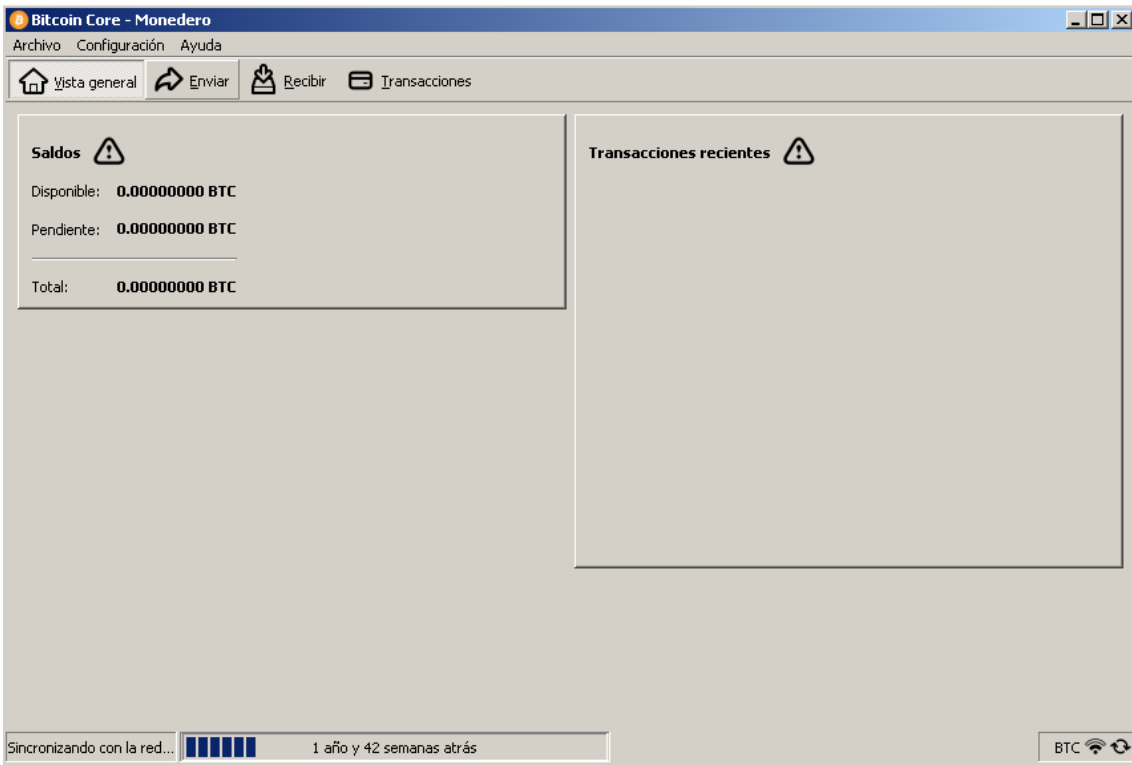 Bitcoin Core - Monedero
Archivo Configuración Ayuda
Vista general Enviar Recibir Transacciones
Saldos
Disponible: 0.00000000 BTC
Pendiente: 0.00000000 BTC
Total: 0.00000000 BTC
Transacciones recientes
Sincronizando con la red... 1 año y 42 semanas atrás BTC